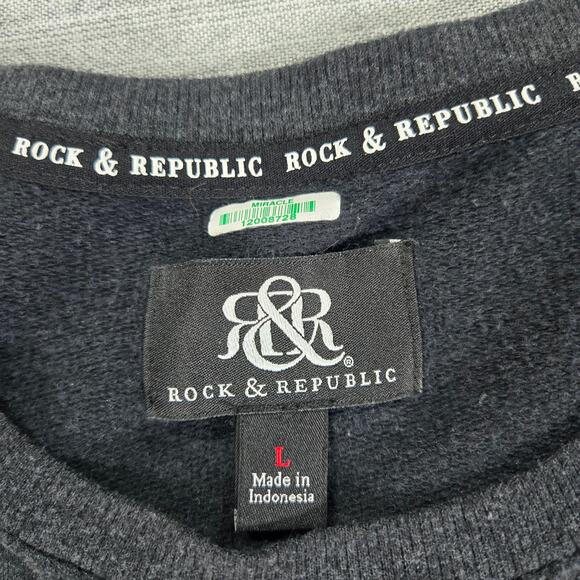 ROCK & REPUBLIC ROCK & REPUBLIC
MIRACLE
12008728
R&R®
ROCK & REPUBLIC
L
Made in
Indonesia